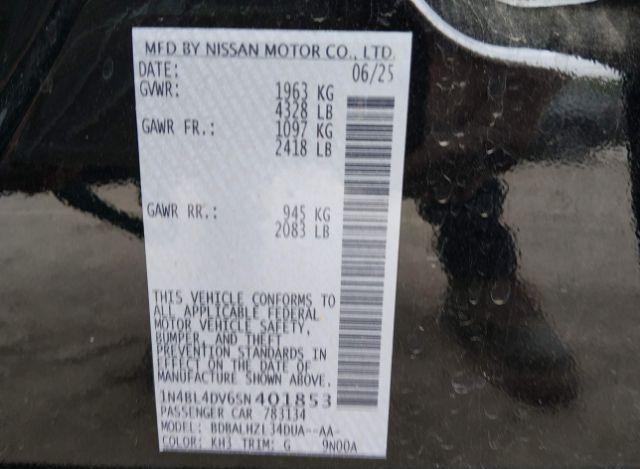 MFD BY NISSAN MOTOR CO., LTD.
DATE: 06/25
GVWR: 1963 KG
4328 LB
GAWR FR.: 1097 KG
2418 LB
GAWR RR.: 945 KG
2083 LB
THIS VEHICLE CONFORMS TO
ALL APPLICABLE FEDERAL
MOTOR VEHICLE SAFETY,
BUMPER, AND THEFT
PREVENTION STANDARDS IN
EFFECT ON THE DATE OF
MANUFACTURE SHOWN ABOVE.
1N4BL4DV6SN401853
PASSENGER CAR 783134
MODEL: BDBALHZL34DUA--AA-
COLOR: KH3 TRIM: G 9N00A